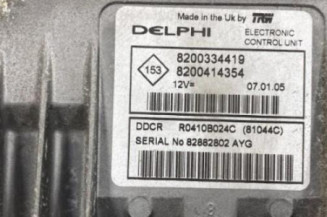 Made in the Uk by TRW
DELPHI
ELECTRONIC
CONTROL UNIT
153
8200334419
8200414354
12V=
07.01.05
DDCR R0410B024C (81044C)
SERIAL No 82882802 AYG